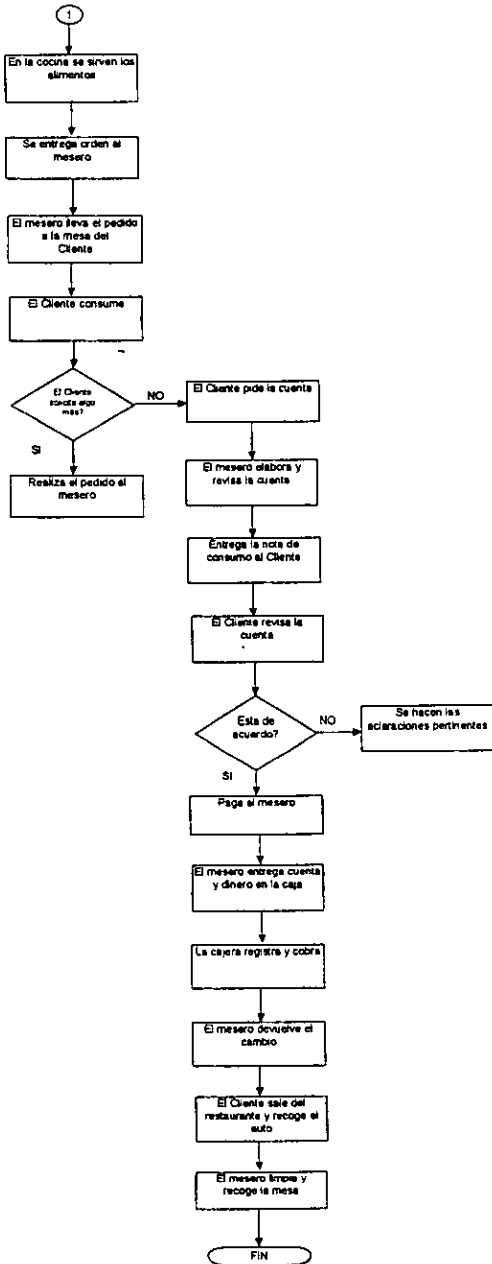 1
En la cocina se sirven los
alimentos
Se entrega orden al
mesero
El mesero lleva el pedido
a la mesa del
Cliente
El Cliente consume
El Cliente
solicita algo
más?
NO
SI
Realiza el pedido al
mesero
El Cliente pide la cuenta
El mesero elabora y
revisa la cuenta
Entrega la nota de
consumo al Cliente
El Cliente revisa la
cuenta
Esta de
acuerdo?
NO
SI
Se hacen las
aclaraciones pertinentes
Paga al mesero
El mesero entrega cuenta
y dinero en la caja
La cajera registra y cobra
El mesero devuelve el
cambio
El Cliente sale del
restaurante y recoge el
auto
El mesero limpia y
recoge la mesa
FIN